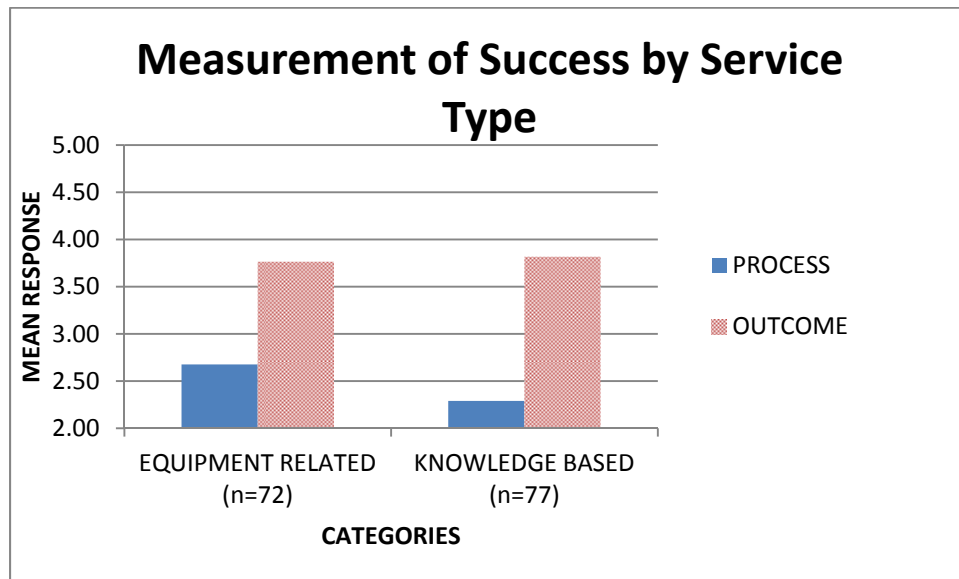 Measurement of Success by Service
Type
5.00
4.50
4.00
3.50
3.00
2.50
2.00
MEAN RESPONSE
EQUIPMENT RELATED
(n=72)
KNOWLEDGE BASED
(n=77)
CATEGORIES
PROCESS
OUTCOME